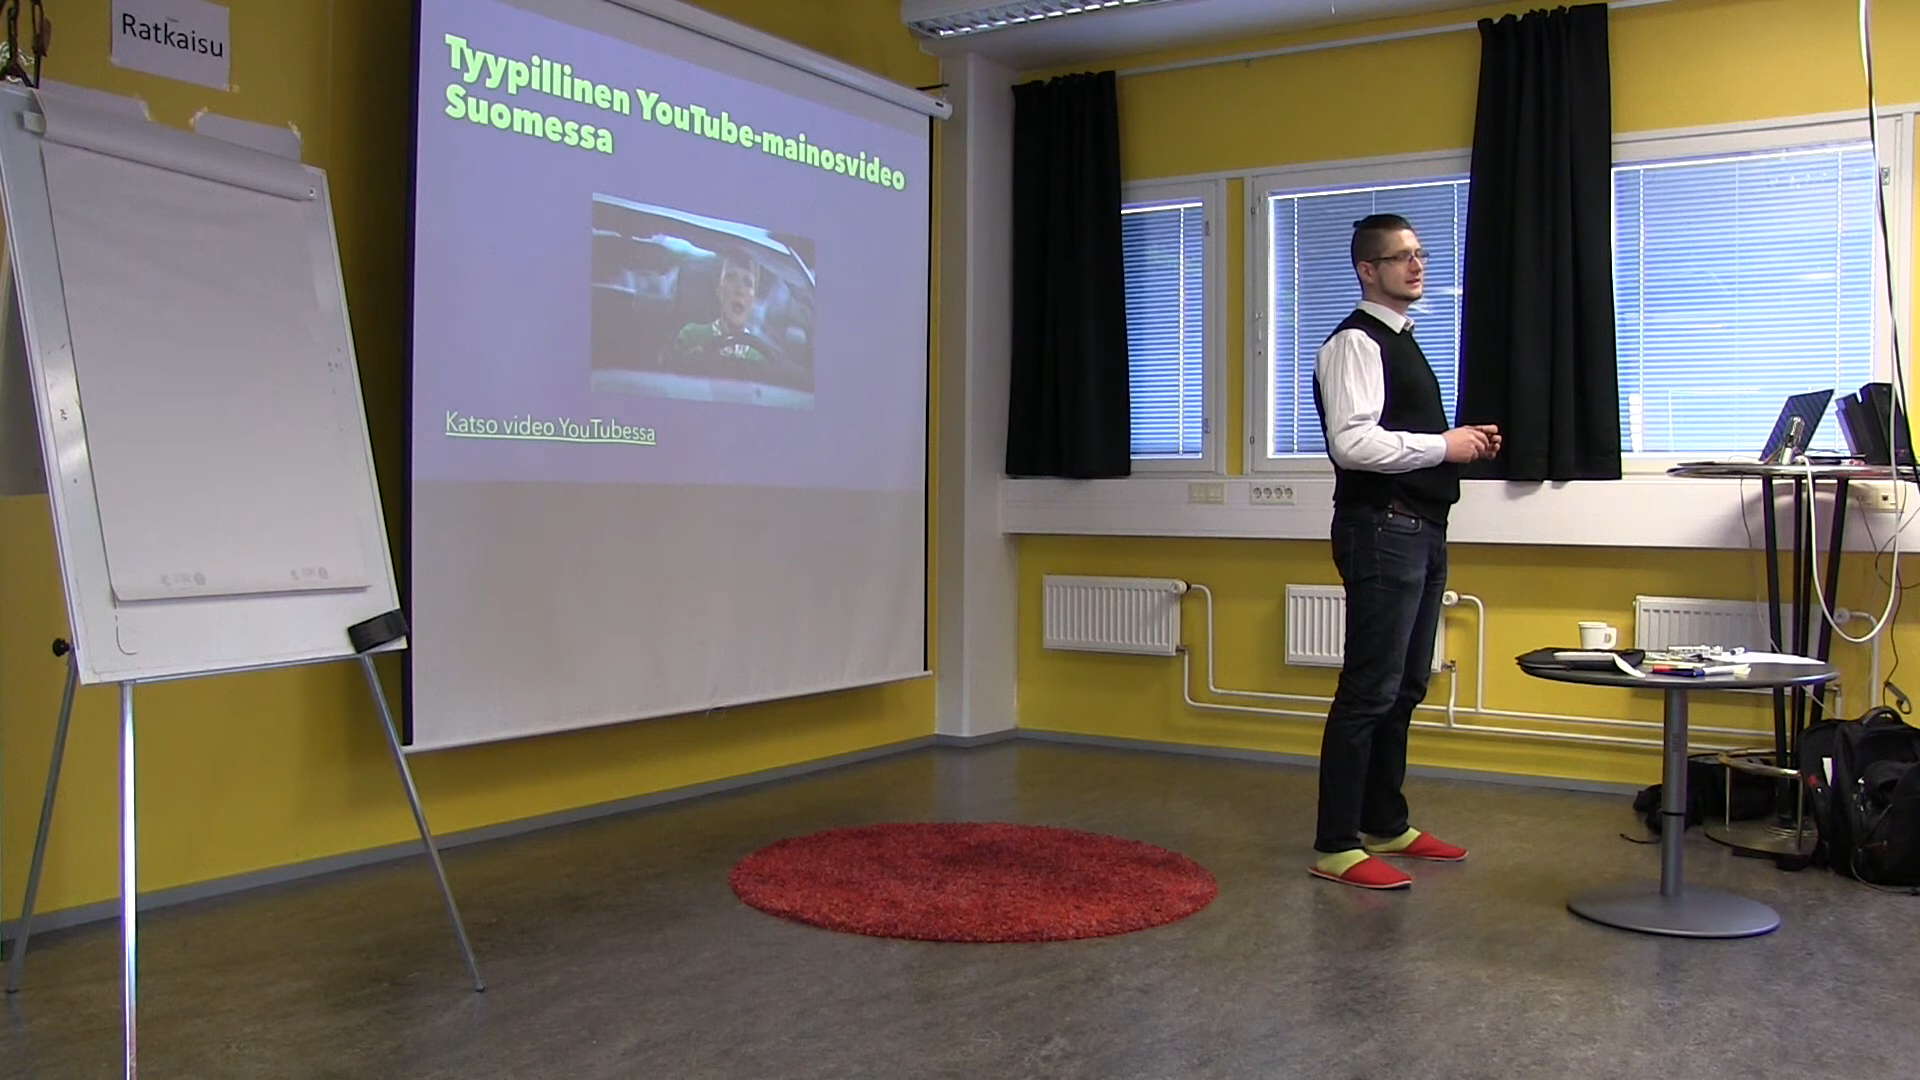 Ratkaisu
Tyypillinen YouTube-mainosvideo
Suomessa
Katso video YouTubessa